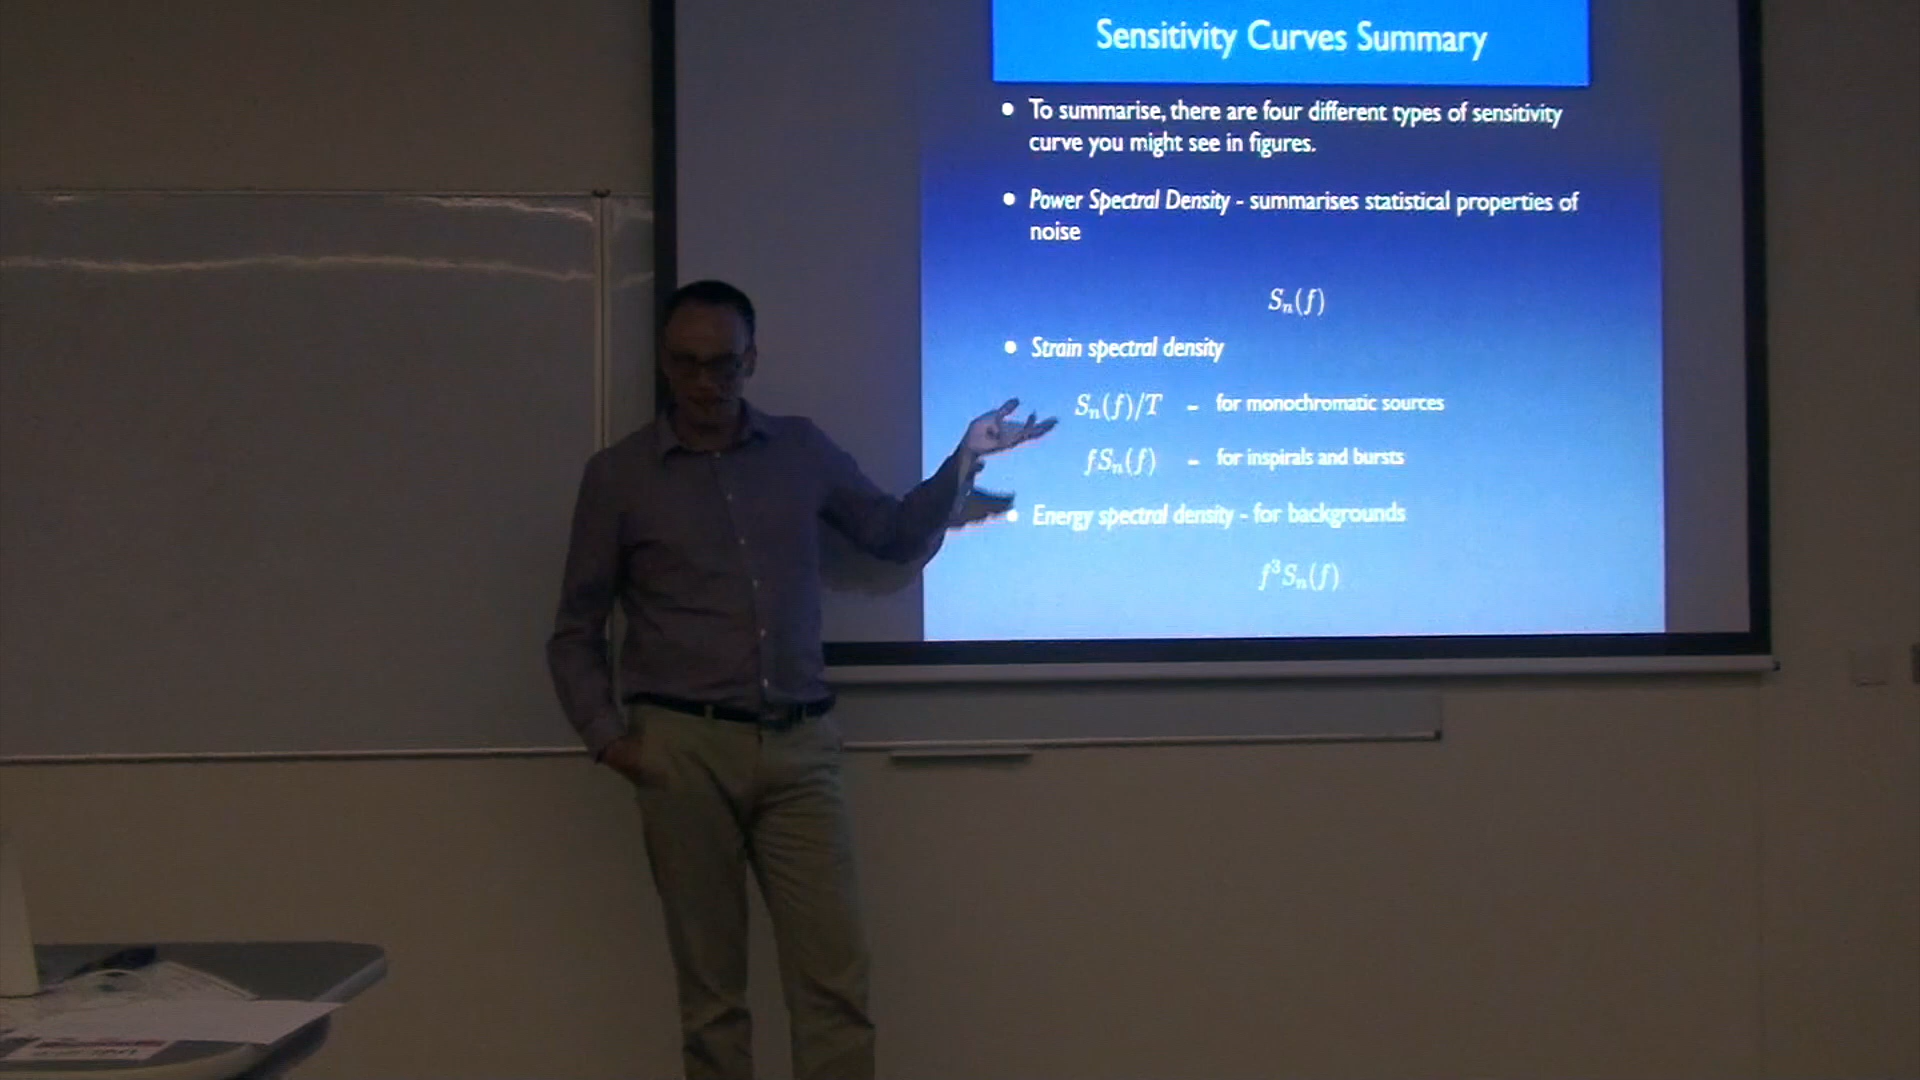 Sensitivity Curves Summary
• To summarise, there are four different types of sensitivity
curve you might see in figures.
• Power Spectral Density - summarises statistical properties of
noise
Sₙ(f)
• Strain spectral density
Sₙ(f)/T - for monochromatic sources
fSₙ(f) - for inspirals and bursts
• Energy spectral density - for backgrounds
f³Sₙ(f)